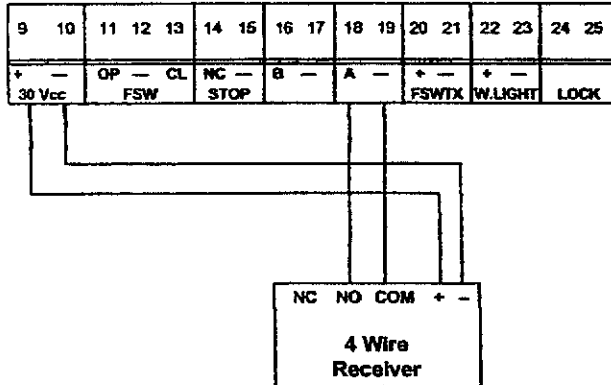 9 10 11 12 13 14 15 16 17 18 19 20 21 22 23 24 25
+ — OP — CL NC — B — A — + — + —
30 Vcc FSW STOP FSWTX W.LIGHT LOCK
NC NO COM + −
4 Wire
Receiver